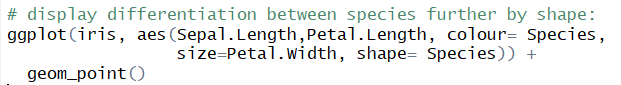 # display differentiation between species further by shape:
ggplot(iris, aes(Sepal.Length,Petal.Length, colour= Species,
size=Petal.Width, shape= Species)) +
geom_point()